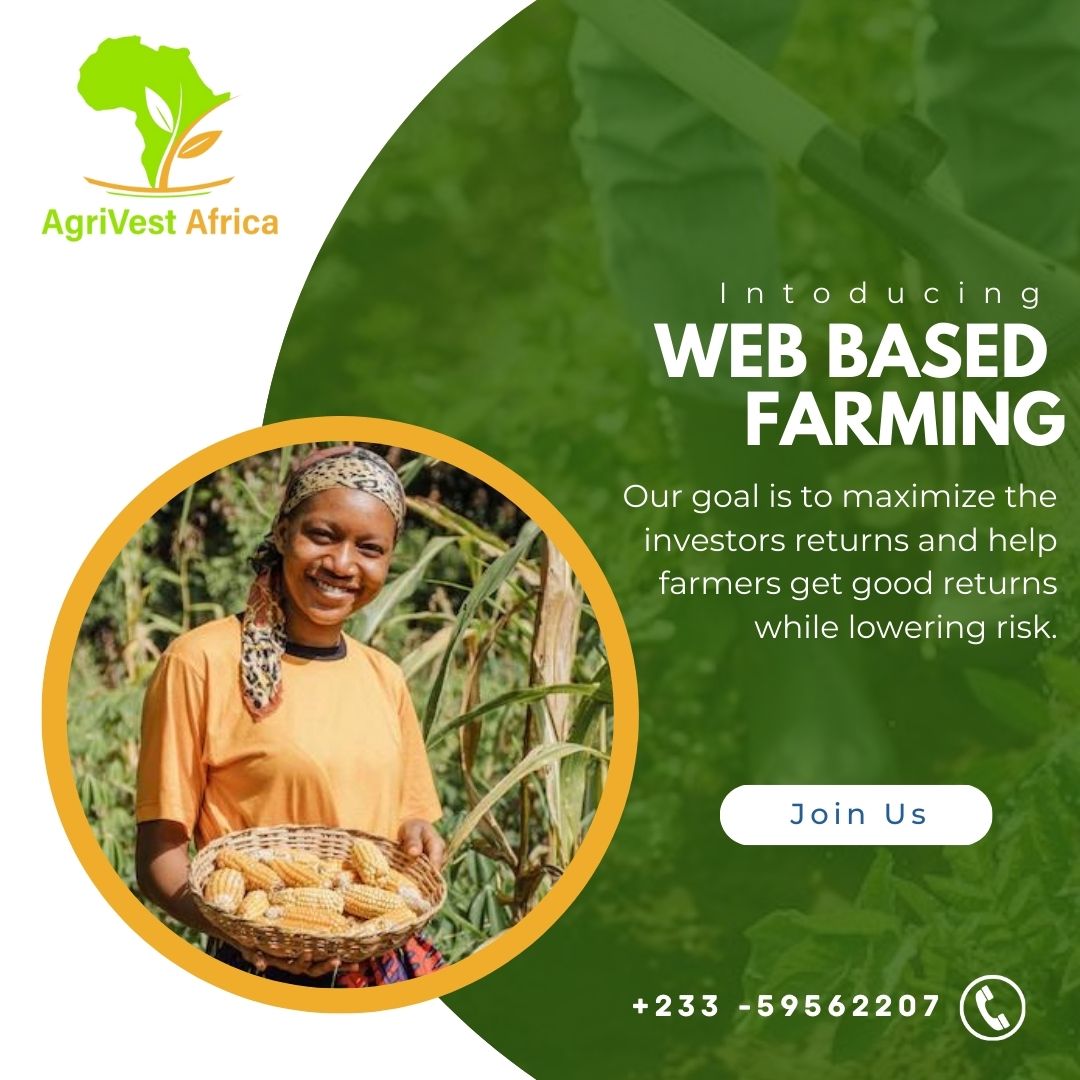 AgriVest Africa
Intoducing
WEB BASED
FARMING
Our goal is to maximize the
investors returns and help
farmers get good returns
while lowering risk.
Join Us
+233 -59562207